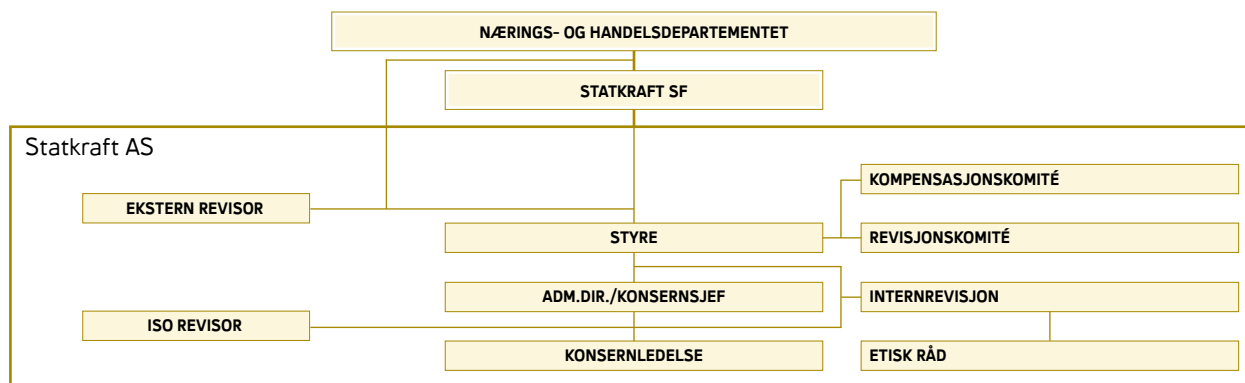 NÆRINGS- OG HANDELSDEPARTEMENTET
STATKRAFT SF
Statkraft AS
KOMPENSASJONSKOMITÉ
EKSTERN REVISOR
STYRE
REVISJONSKOMITÉ
ADM.DIR./KONSERNSJEF
INTERNREVISJON
ISO REVISOR
KONSERNLEDELSE
ETISK RÅD